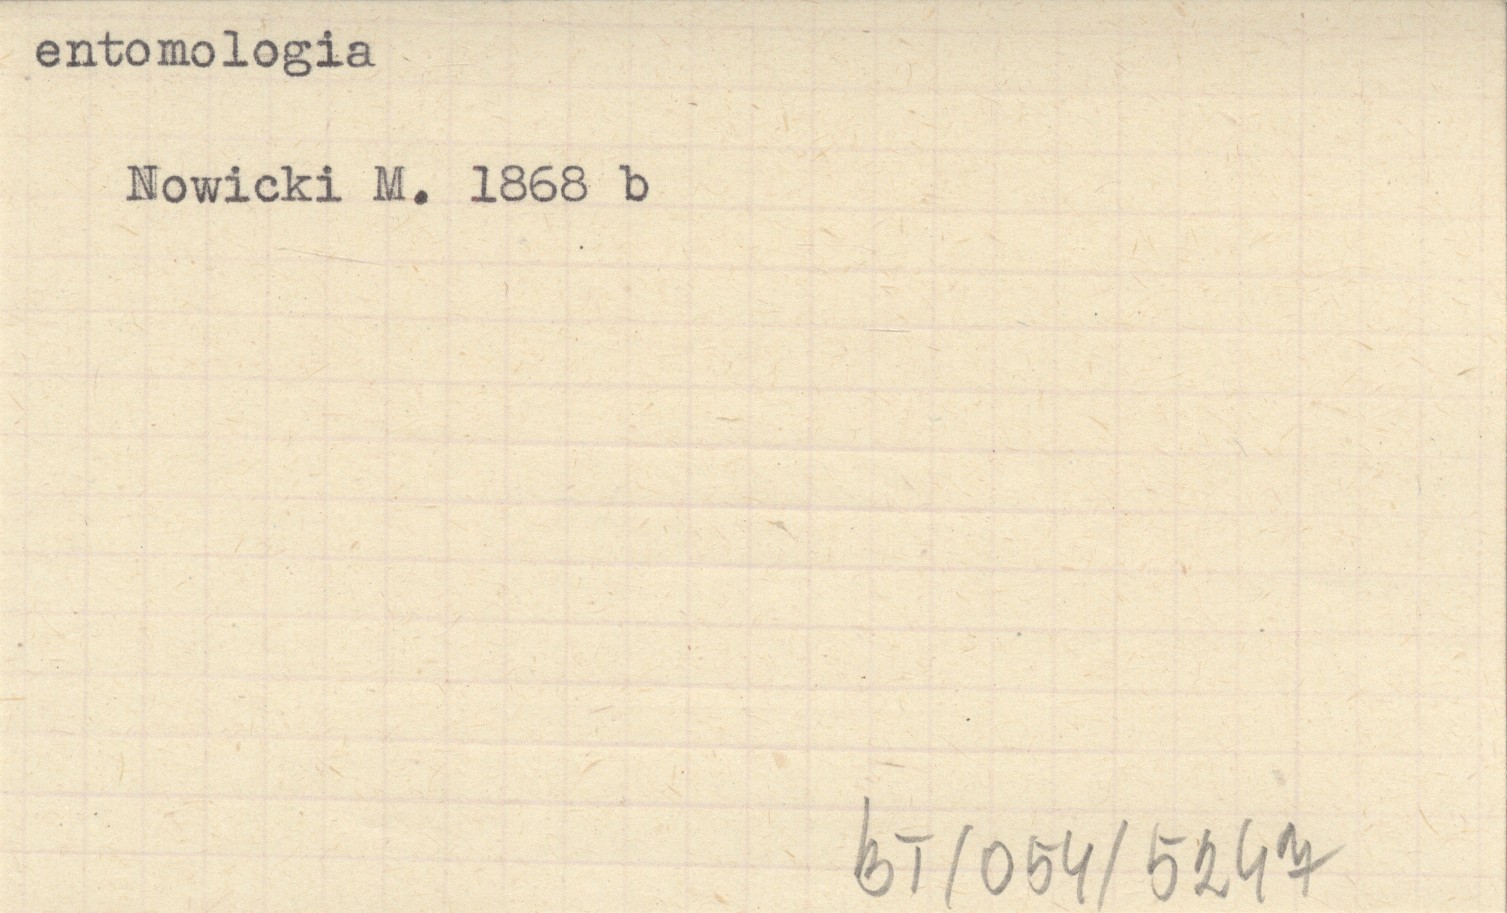 entomologia
Nowicki M. 1868 b
BT/054/5247